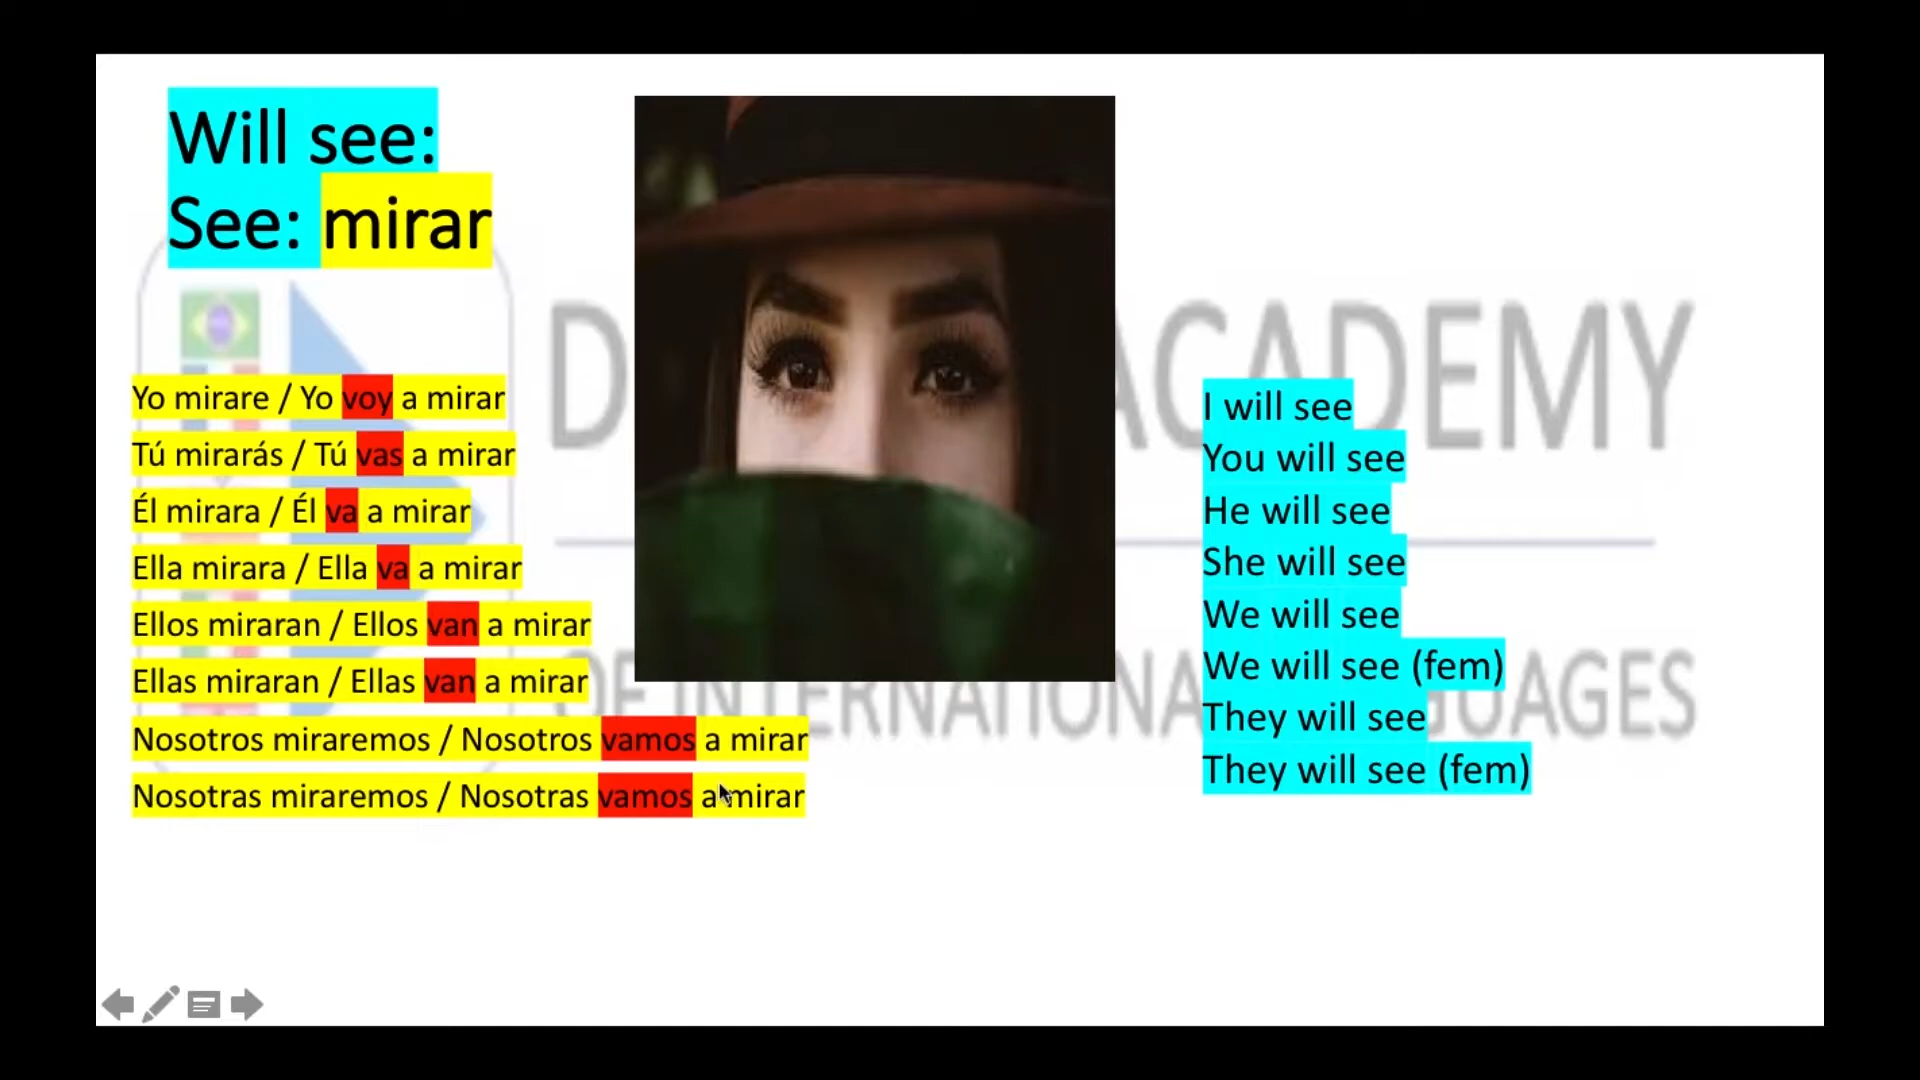 Will see:
See: mirar
Yo mirare / Yo voy a mirar
Tú mirarás / Tú vas a mirar
Él mirara / Él va a mirar
Ella mirara / Ella va a mirar
Ellos miraran / Ellos van a mirar
Ellas miraran / Ellas van a mirar
Nosotros miraremos / Nosotros vamos a mirar
Nosotras miraremos / Nosotras vamos a mirar
I will see
You will see
He will see
She will see
We will see
We will see (fem)
They will see
They will see (fem)
ACADEMY
OF INTERNATIONAL